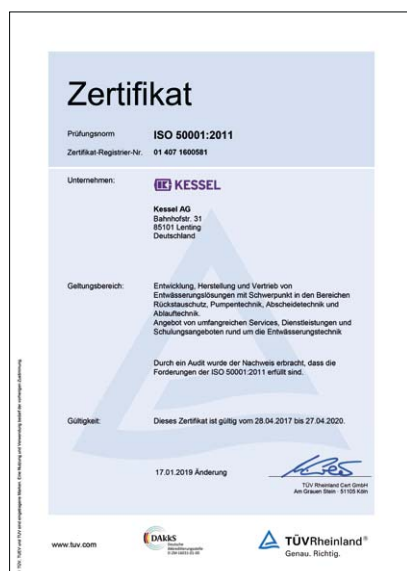 Zertifikat
Prüfungsnorm ISO 50001:2011
Zertifikat-Registrier-Nr. 01 407 1600581
Unternehmen: KESSEL
Kessel AG
Bahnhofstr. 31
85101 Lenting
Deutschland
Geltungsbereich: Entwicklung, Herstellung und Vertrieb von
Entwässerungslösungen mit Schwerpunkt in den Bereichen
Rückstauschutz, Pumpentechnik, Abscheidetechnik und
Ablauftechnik.
Angebot von umfangreichen Services, Dienstleistungen und
Schulungsangeboten rund um die Entwässerungstechnik
Durch ein Audit wurde der Nachweis erbracht, dass die
Forderungen der ISO 50001:2011 erfüllt sind.
Gültigkeit: Dieses Zertifikat ist gültig vom 28.04.2017 bis 27.04.2020.
17.01.2019 Änderung
TÜV Rheinland Cert GmbH
Am Grauen Stein · 51105 Köln
www.tuv.com
DAkkS
Deutsche
Akkreditierungsstelle
TÜVRheinland®
Genau. Richtig.